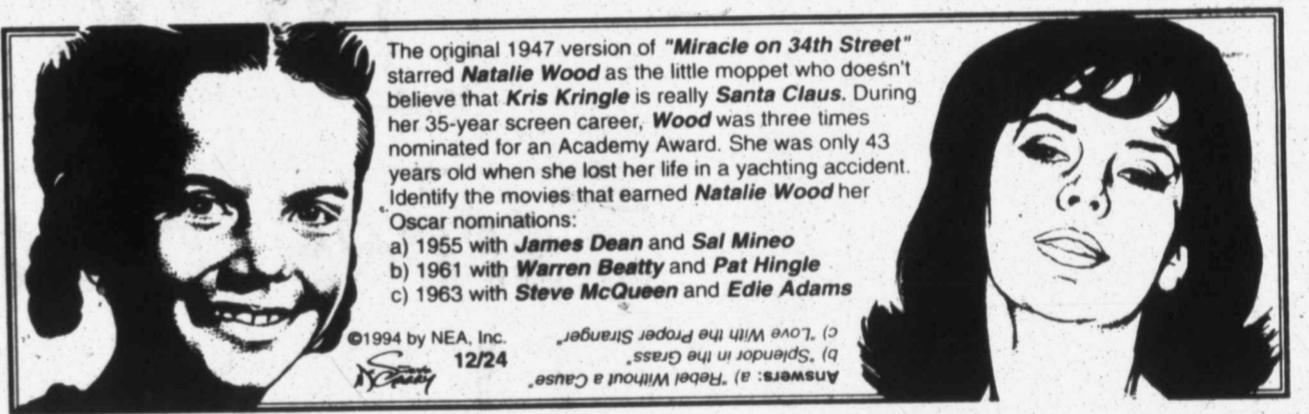 The original 1947 version of "Miracle on 34th Street"
starred Natalie Wood as the little moppet who doesn't
believe that Kris Kringle is really Santa Claus. During
her 35-year screen career, Wood was three times
nominated for an Academy Award. She was only 43
years old when she lost her life in a yachting accident.
Identify the movies that earned Natalie Wood her
Oscar nominations:
a) 1955 with James Dean and Sal Mineo
b) 1961 with Warren Beatty and Pat Hingle
c) 1963 with Steve McQueen and Edie Adams
©1994 by NEA, Inc.
12/24
Answers: a) "Rebel Without a Cause"
b) "Splendor in the Grass"
c) "Love With the Proper Stranger"